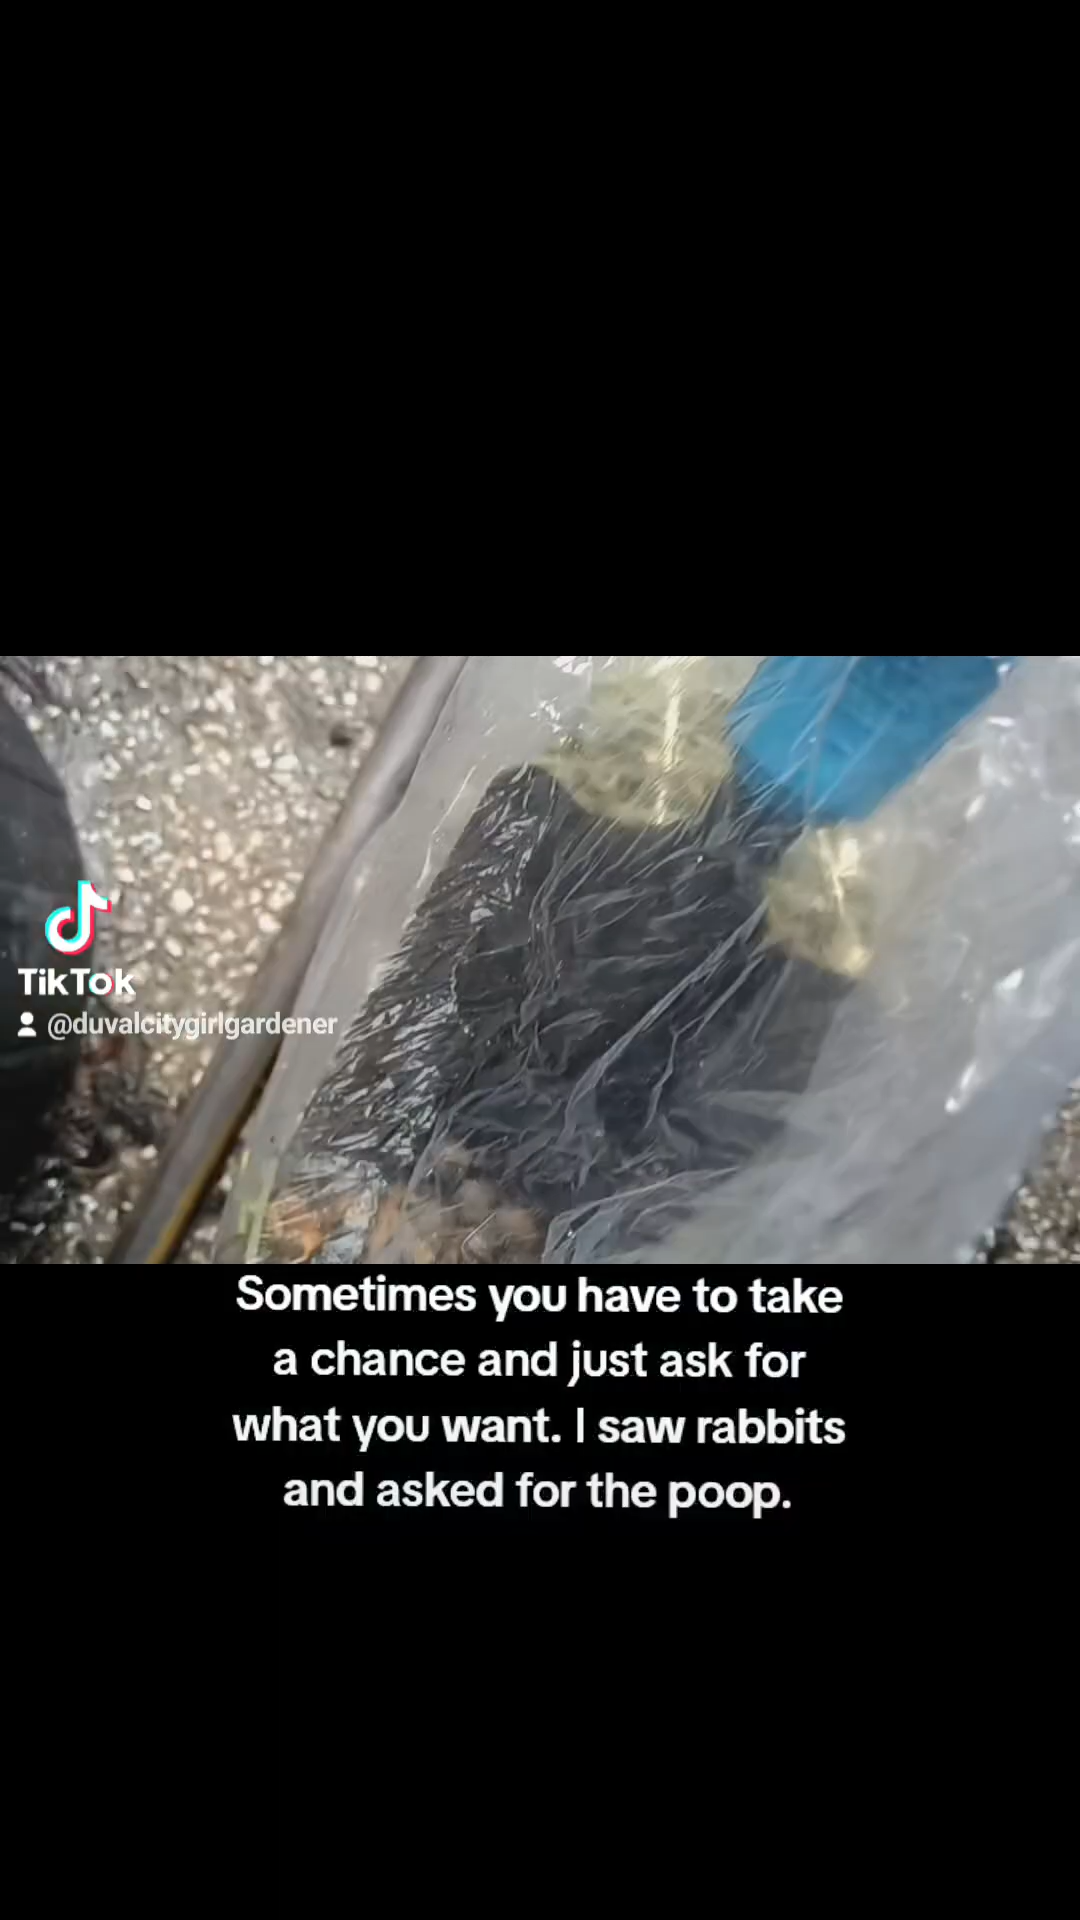 TikTok
@duvalcitygirlgardener
Sometimes you have to take
a chance and just ask for
what you want. I saw rabbits
and asked for the poop.